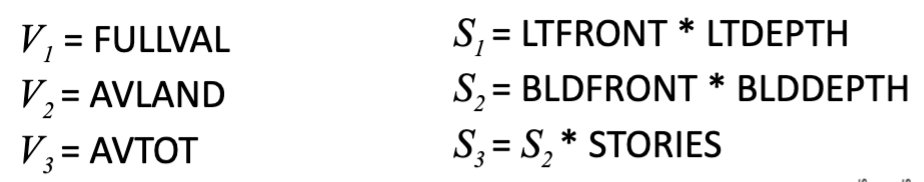 V₁ = FULLVAL
V₂ = AVLAND
V₃ = AVTOT
S₁ = LTFRONT * LTDEPTH
S₂ = BLDFRONT * BLDDEPTH
S₃ = S₂ * STORIES